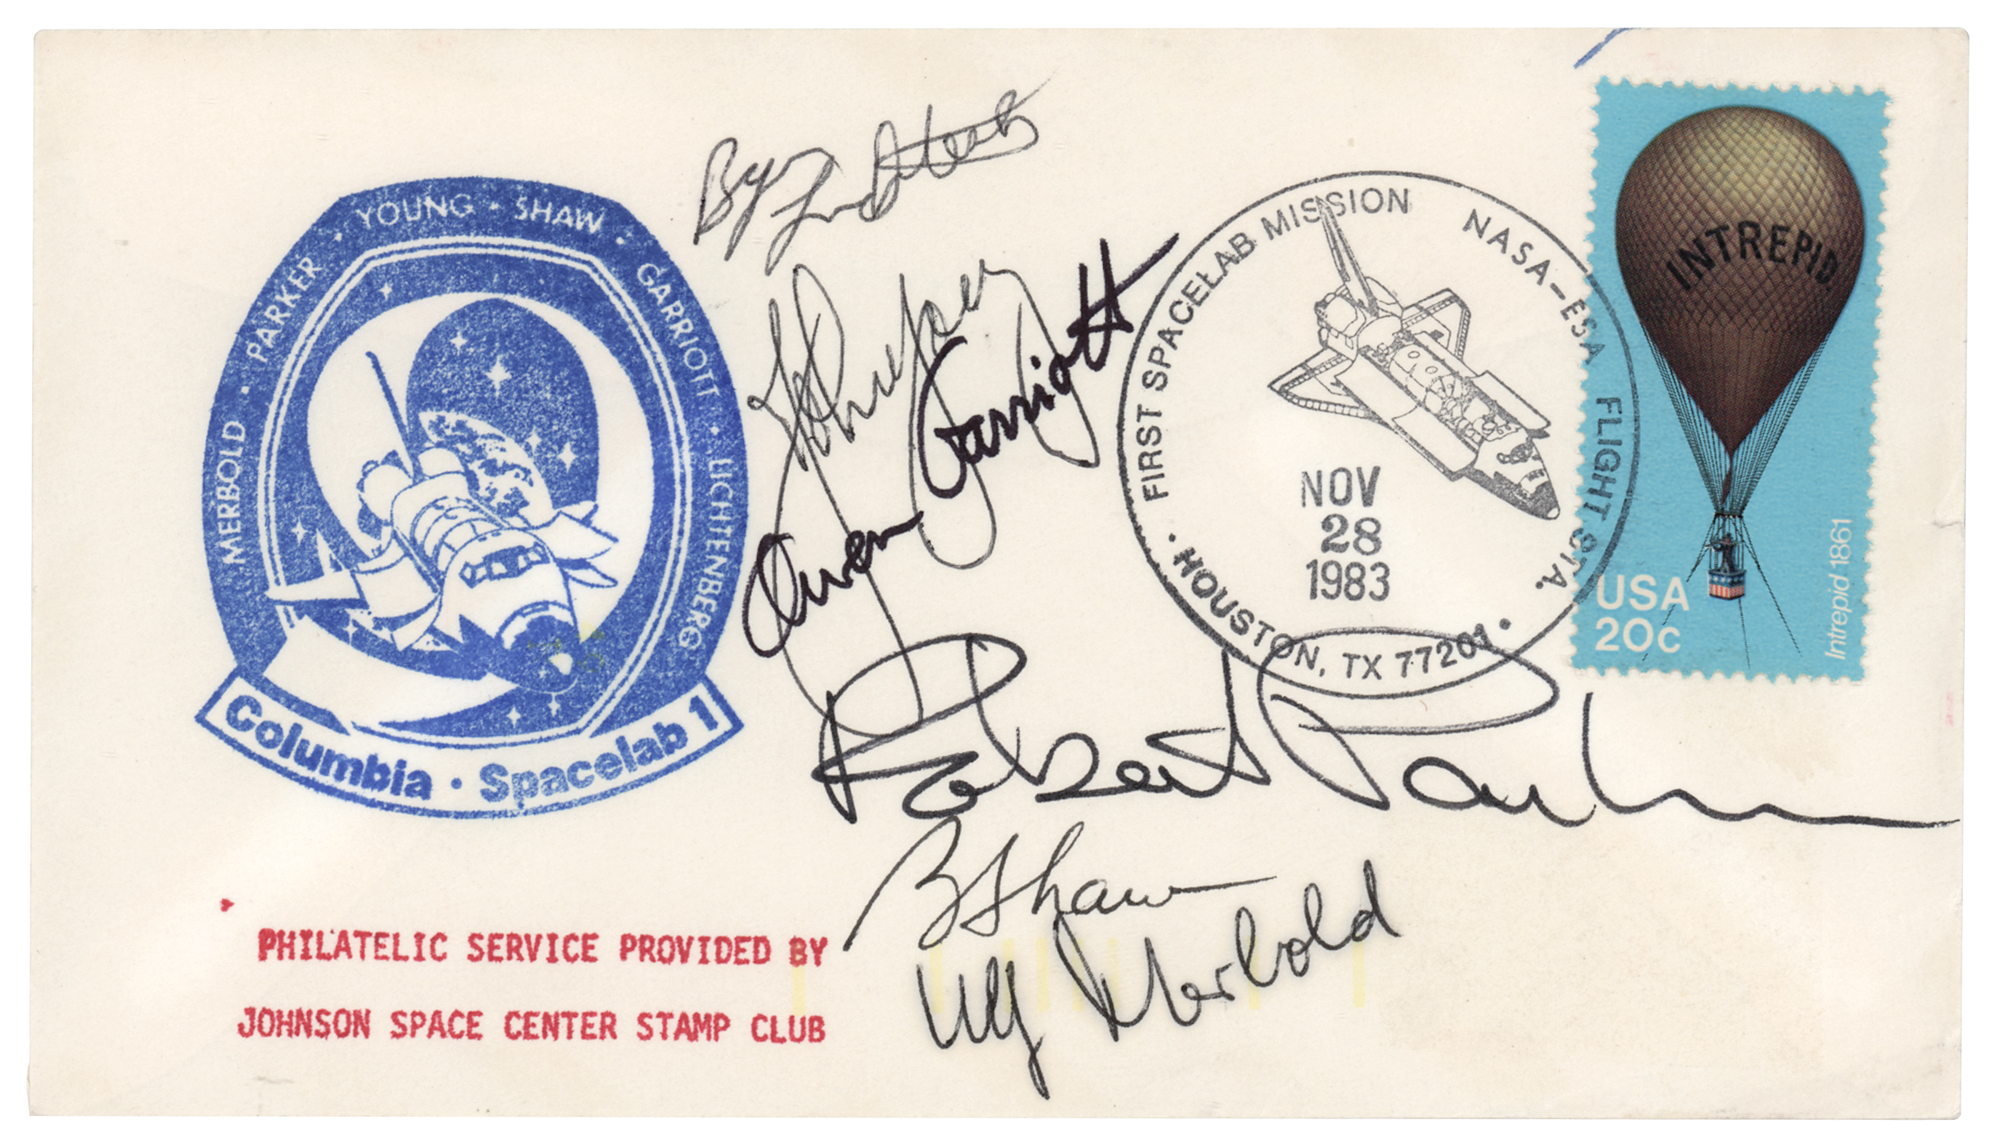 MERBOLD · PARKER · YOUNG · SHAW · GARRIOTT · LICHTENBERG
Columbia · Spacelab 1
Byron Lichtenberg
Owen Garriott
Robert Parker
B Shaw
Ulf Merbold
FIRST SPACELAB MISSION NASA-ESA FLIGHT STA.
NOV
28
1983
· HOUSTON, TX 77201 ·
INTREPID
USA
20c
Intrepid 1861
PHILATELIC SERVICE PROVIDED BY
JOHNSON SPACE CENTER STAMP CLUB